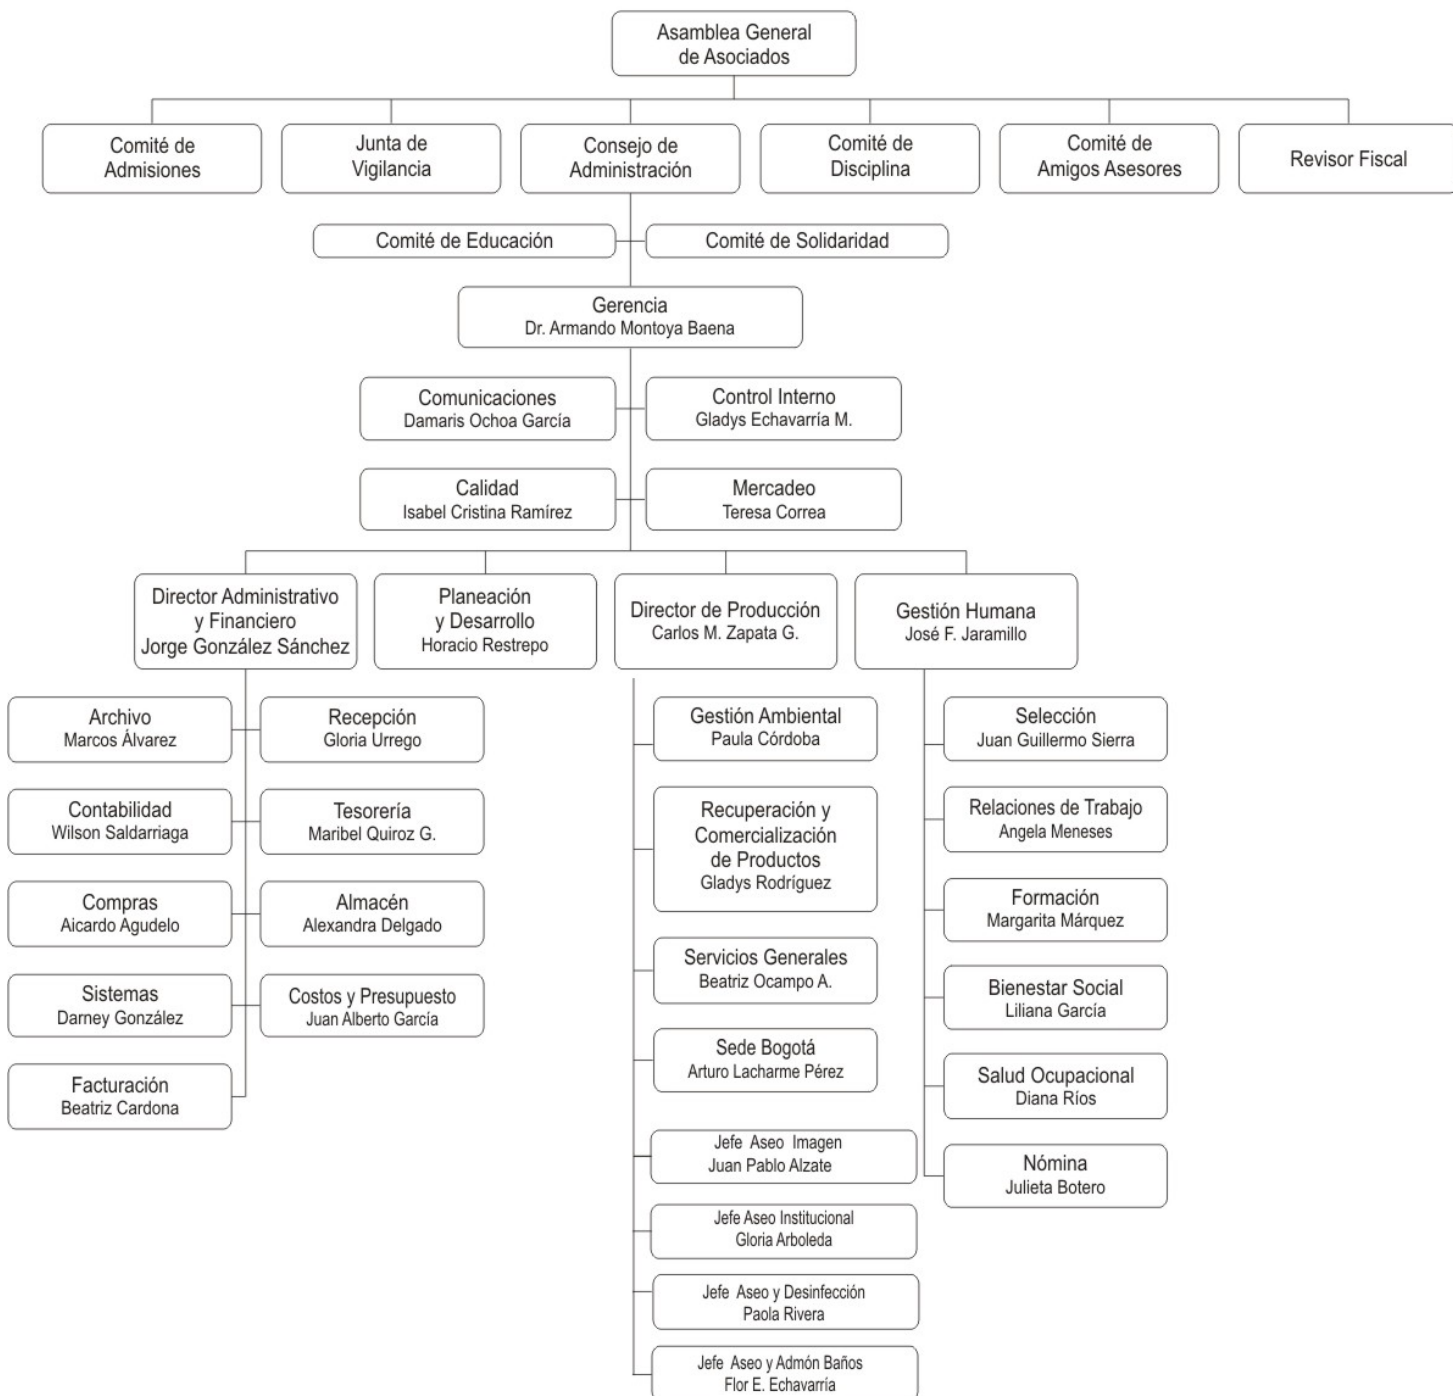 Asamblea General
de Asociados
Comité de
Admisiones
Junta de
Vigilancia
Consejo de
Administración
Comité de
Disciplina
Comité de
Amigos Asesores
Revisor Fiscal
Comité de Educación
Comité de Solidaridad
Gerencia
Dr. Armando Montoya Baena
Comunicaciones
Damaris Ochoa García
Control Interno
Gladys Echavarría M.
Calidad
Isabel Cristina Ramírez
Mercadeo
Teresa Correa
Director Administrativo
y Financiero
Jorge González Sánchez
Planeación
y Desarrollo
Horacio Restrepo
Director de Producción
Carlos M. Zapata G.
Gestión Humana
José F. Jaramillo
Archivo
Marcos Álvarez
Recepción
Gloria Urrego
Contabilidad
Wilson Saldarriaga
Tesorería
Maribel Quiroz G.
Compras
Aicardo Agudelo
Almacén
Alexandra Delgado
Sistemas
Darney González
Costos y Presupuesto
Juan Alberto García
Facturación
Beatriz Cardona
Gestión Ambiental
Paula Córdoba
Recuperación y
Comercialización
de Productos
Gladys Rodríguez
Servicios Generales
Beatriz Ocampo A.
Sede Bogotá
Arturo Lacharme Pérez
Jefe Aseo Imagen
Juan Pablo Alzate
Jefe Aseo Institucional
Gloria Arboleda
Jefe Aseo y Desinfección
Paola Rivera
Jefe Aseo y Admón Baños
Flor E. Echavarría
Selección
Juan Guillermo Sierra
Relaciones de Trabajo
Angela Meneses
Formación
Margarita Márquez
Bienestar Social
Liliana García
Salud Ocupacional
Diana Ríos
Nómina
Julieta Botero